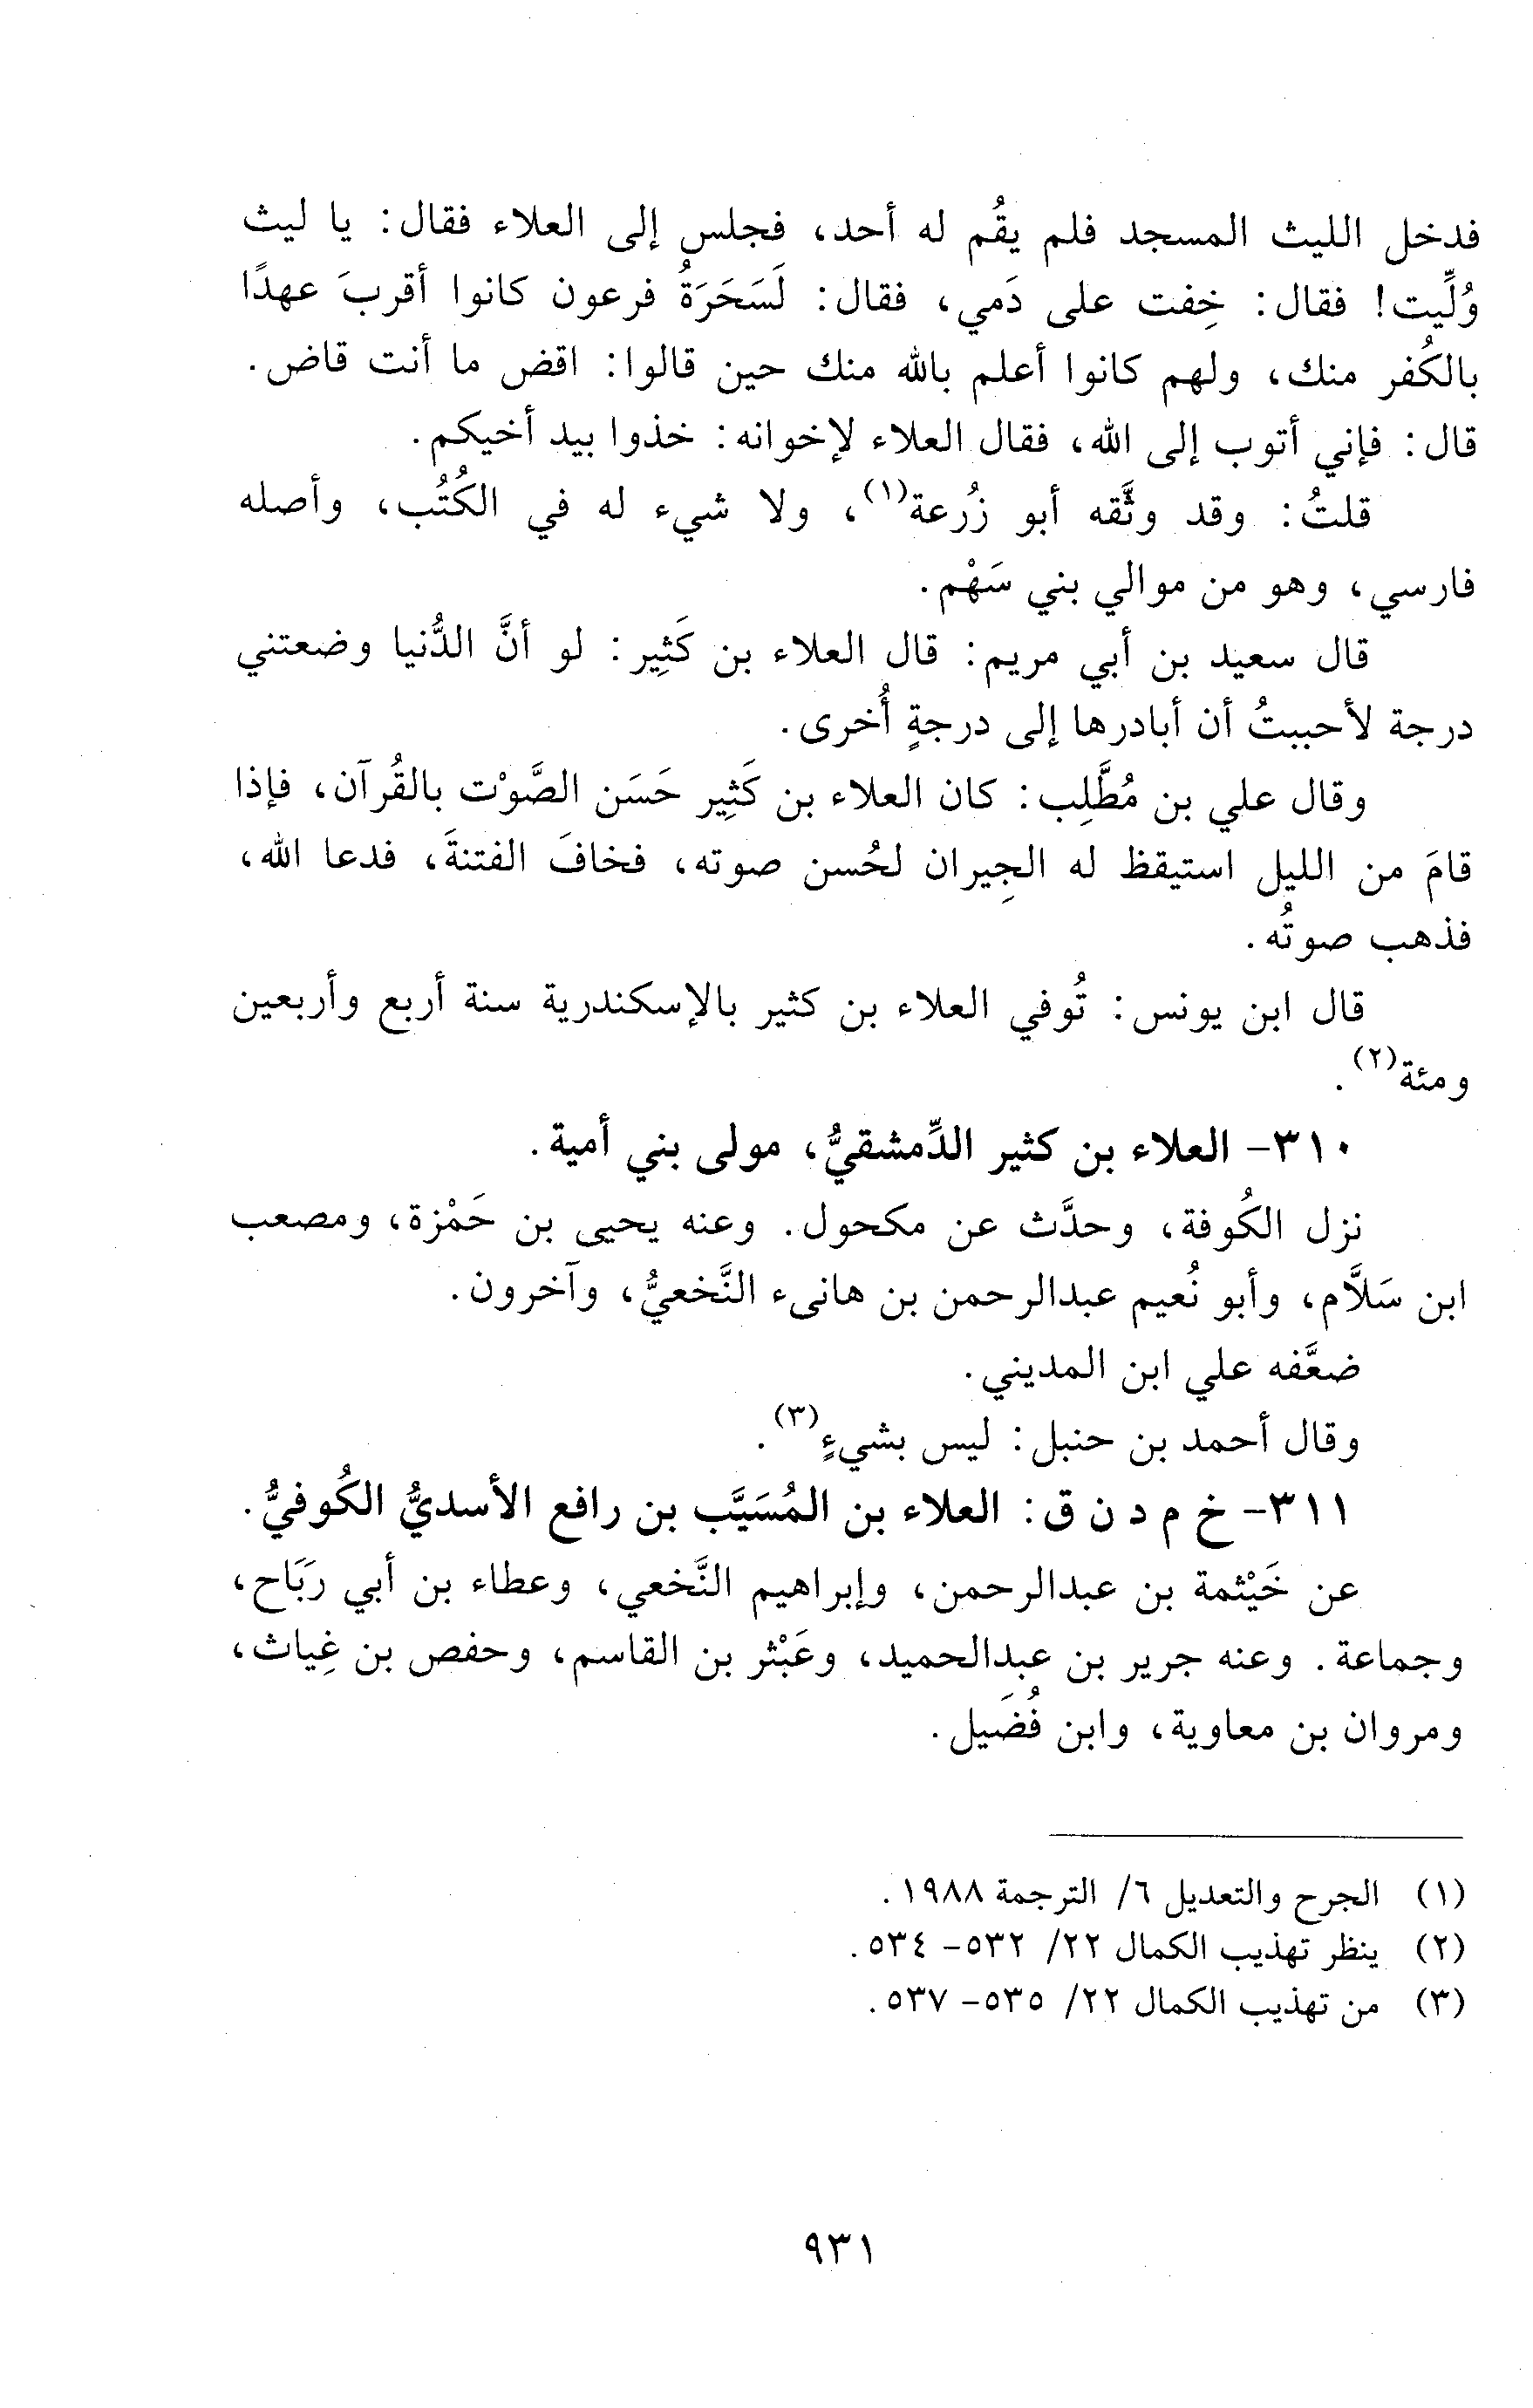 فدخل الليث المسجد فلم يقُم له أحد، فجلس إلى العلاء فقال: يا ليث
وُلِّيت! فقال: خِفت على دَمي، فقال: لَسَحَرَةُ فرعون كانوا أقربَ عهدًا
بالكُفر منك، ولهم كانوا أعلم بالله منك حين قالوا: اقض ما أنت قاض.
قال: فإني أتوب إلى الله، فقال العلاء لإخوانه: خذوا بيد أخيكم.
قلتُ: وقد وثَّقه أبو زُرعة(١)، ولا شيء له في الكُتُب، وأصله
فارسي، وهو من موالي بني سَهْم.
قال سعيد بن أبي مريم: قال العلاء بن كَثِير: لو أنَّ الدُّنيا وضعتني
درجة لأحببتُ أن أبادرها إلى درجةٍ أُخرى.
وقال علي بن مُطَّلِب: كان العلاء بن كَثِير حَسَن الصَّوْت بالقُرآن، فإذا
قامَ من الليل استيقظ له الجِيران لحُسن صوته، فخافَ الفتنةَ، فدعا الله،
فذهب صوتُه.
قال ابن يونس: تُوفي العلاء بن كثير بالإسكندرية سنة أربع وأربعين
ومئة(٢).
٣١٠- العلاء بن كثير الدِّمشقيُّ، مولى بني أمية.
نزل الكُوفة، وحدَّث عن مكحول. وعنه يحيى بن حَمْزة، ومصعب
ابن سَلاَّم، وأبو نُعيم عبدالرحمن بن هانىء النَّخعيُّ، وآخرون.
ضعَّفه علي ابن المديني.
وقال أحمد بن حنبل: ليس بشيءٍ(٣).
٣١١- خ م د ن ق: العلاء بن المُسَيَّب بن رافع الأسديُّ الكُوفيُّ.
عن خَيْثمة بن عبدالرحمن، وإبراهيم النَّخعي، وعطاء بن أبي رَبَاح،
وجماعة. وعنه جرير بن عبدالحميد، وعَبْثر بن القاسم، وحفص بن غِياث،
ومروان بن معاوية، وابن فُضَيل.
(١) الجرح والتعديل ٦/ الترجمة ١٩٨٨.
(٢) ينظر تهذيب الكمال ٢٢/ ٥٣٢- ٥٣٤.
(٣) من تهذيب الكمال ٢٢/ ٥٣٥- ٥٣٧.
٩٣١